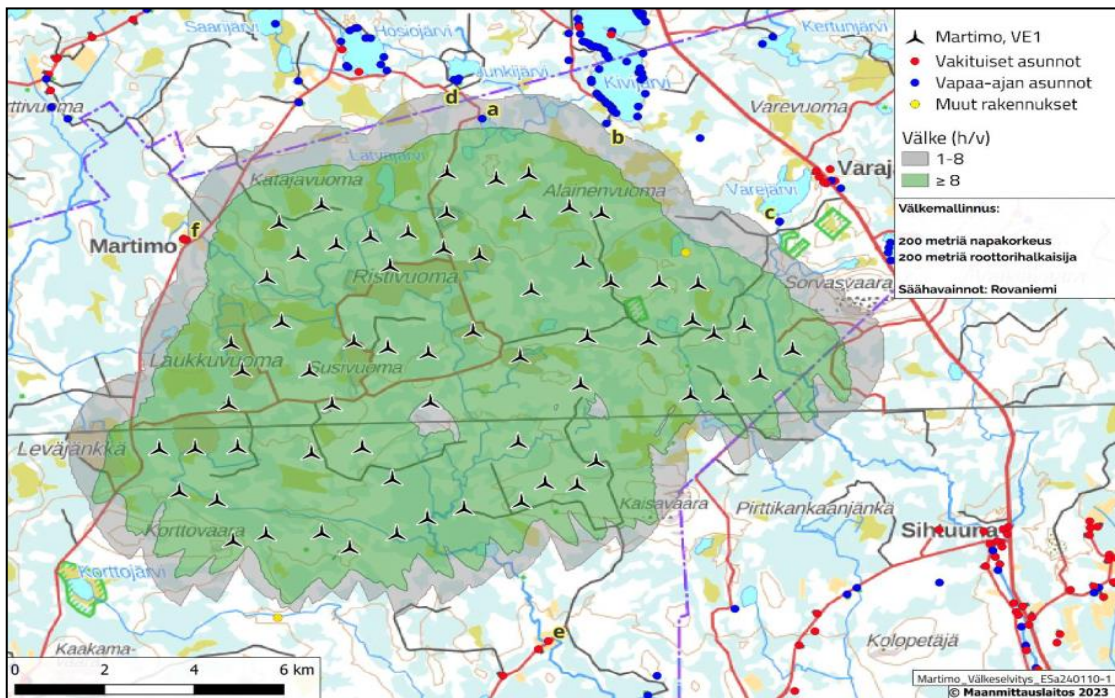 Saarijärvi
Hosiojärvi
Kertunjärvi
Junkijärvi
Kivijärvi
d
a
b
Varevuoma
Latvajärvi
Katajavuoma
Alainenvuoma
Varejärvi
c
f
Martimo
Ristivuoma
Sorvasvaara
Laukkuvuoma
Susivuoma
Leväjänkkä
Korttovaara
Kaisavaara
Pirttikankaanjänkä
Sihtuuna
Korttojärvi
e
Kolopetäjä
0 2 4 6 km
Martimo, VE1
Vakituiset asunnot
Vapaa-ajan asunnot
Muut rakennukset
Välke (h/v)
1-8
≥ 8
Välkemallinnus:
200 metriä napakorkeus
200 metriä roottorihalkaisija
Säähavainnot: Rovaniemi
Martimo_Välkeselvitys_ESa240110-1
© Maanmittauslaitos 2023